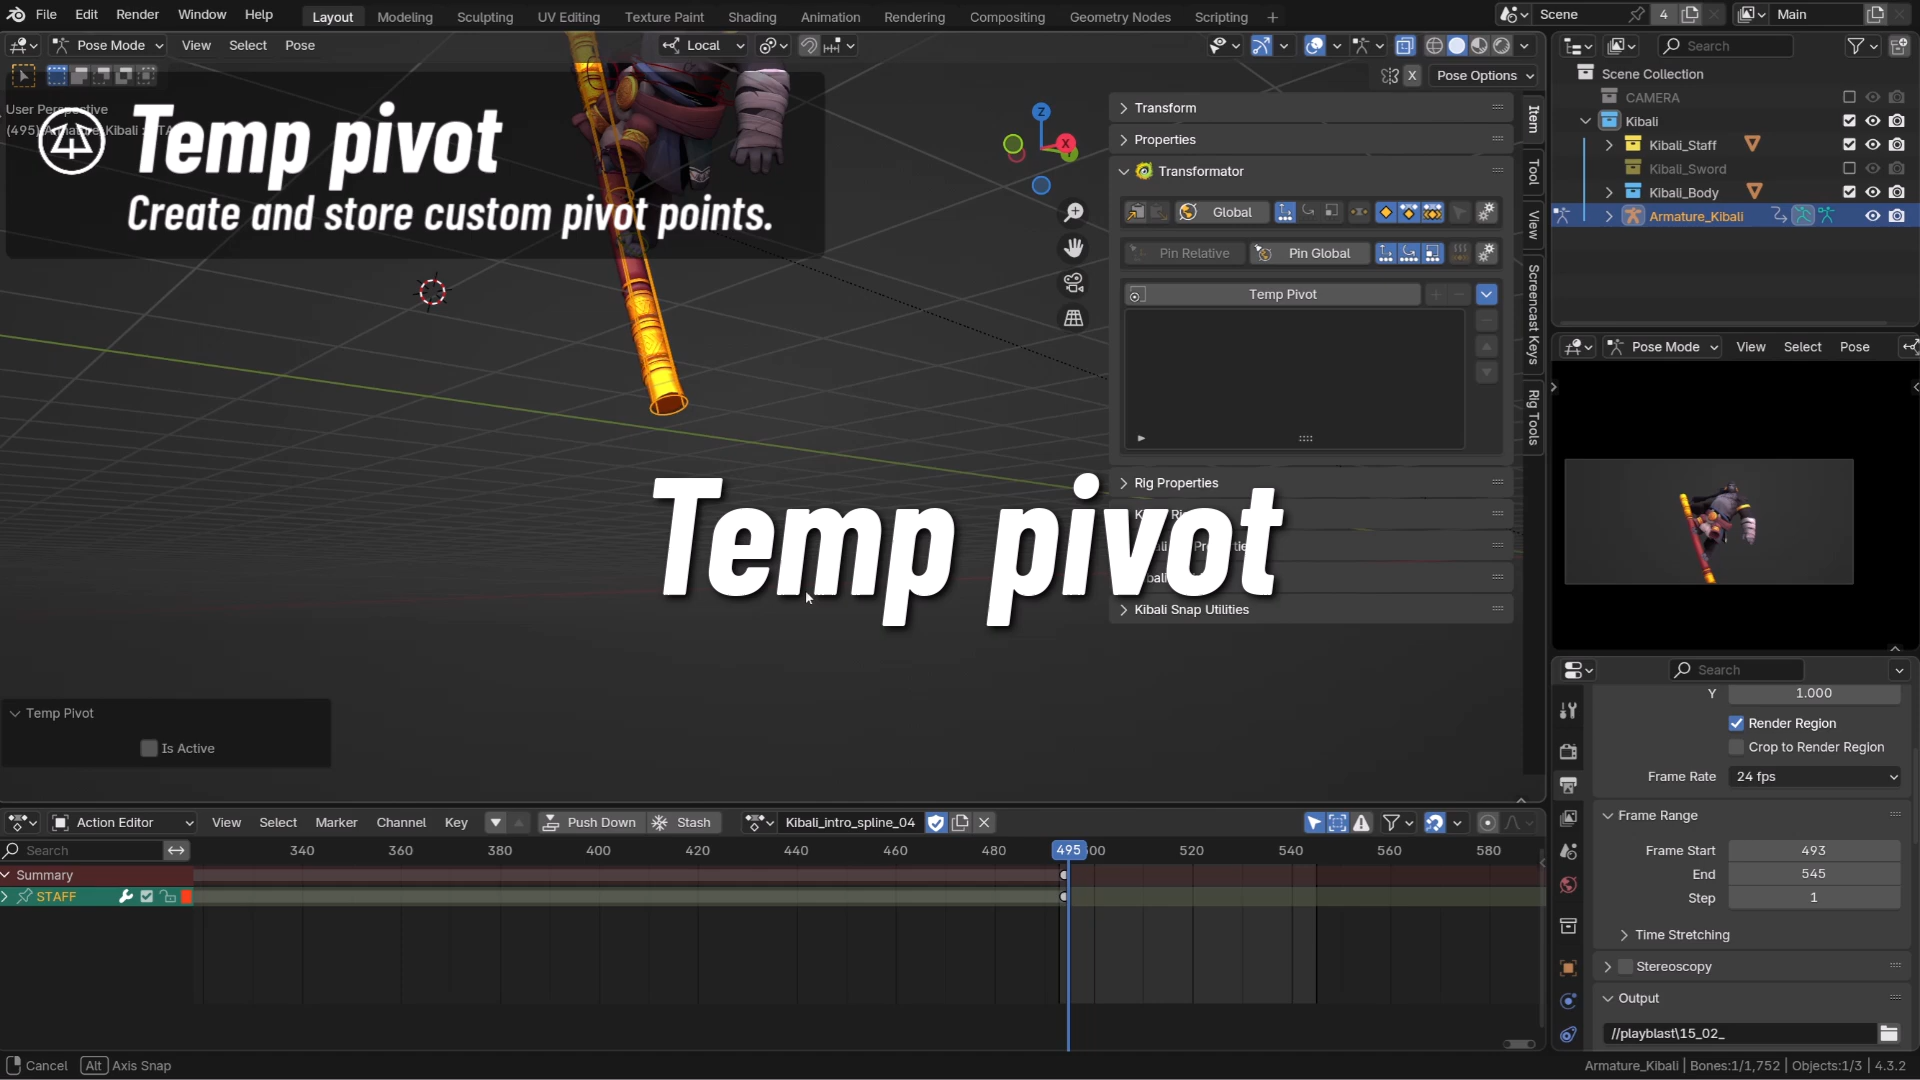 File Edit Render Window Help Layout Modeling Sculpting UV Editing Texture Paint Shading Animation Rendering Compositing Geometry Nodes Scripting + Scene 4 Main
Pose Mode View Select Pose Local Search
X Pose Options
User Perspective
Temp pivot
Create and store custom pivot points.
Z
X
Transform
Properties
Transformator
Global
Pin Relative Pin Global
Temp Pivot
Rig Properties
Kibali Snap Utilities
Temp pivot
Item
Tool
View
Screencast Keys
Rig Tools
Scene Collection
CAMERA
Kibali
Kibali_Staff
Kibali_Sword
Kibali_Body
Armature_Kibali
Pose Mode View Select Pose
Temp Pivot
Is Active
Search
Y 1.000
Render Region
Crop to Render Region
Frame Rate 24 fps
Frame Range
Frame Start 493
End 545
Step 1
Time Stretching
Stereoscopy
Output
//playblast\15_02_
Action Editor View Select Marker Channel Key Push Down Stash Kibali_intro_spline_04
Search 340 360 380 400 420 440 460 480 495 520 540 560 580
Summary
STAFF
Cancel Alt Axis Snap
Armature_Kibali | Bones:1/1,752 | Objects:1/3 | 4.3.2